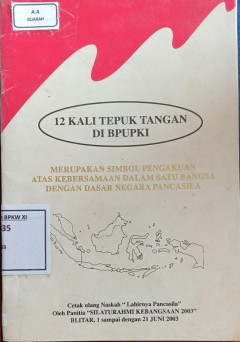 A.4
SEJARAH
12 KALI TEPUK TANGAN
DI BPUPKI
MERUPAKAN SIMBOL PENGAKUAN
ATAS KEBERSAMAAN DALAM SATU BANGSA
DENGAN DASAR NEGARA PANCASILA
BPKW XI
35
Cetak ulang Naskah " Lahirnya Pancasila"
Oleh Panitia "SILATURAHMI KEBANGSAAN 2003"
BLITAR, 1 sampai dengan 21 JUNI 2003